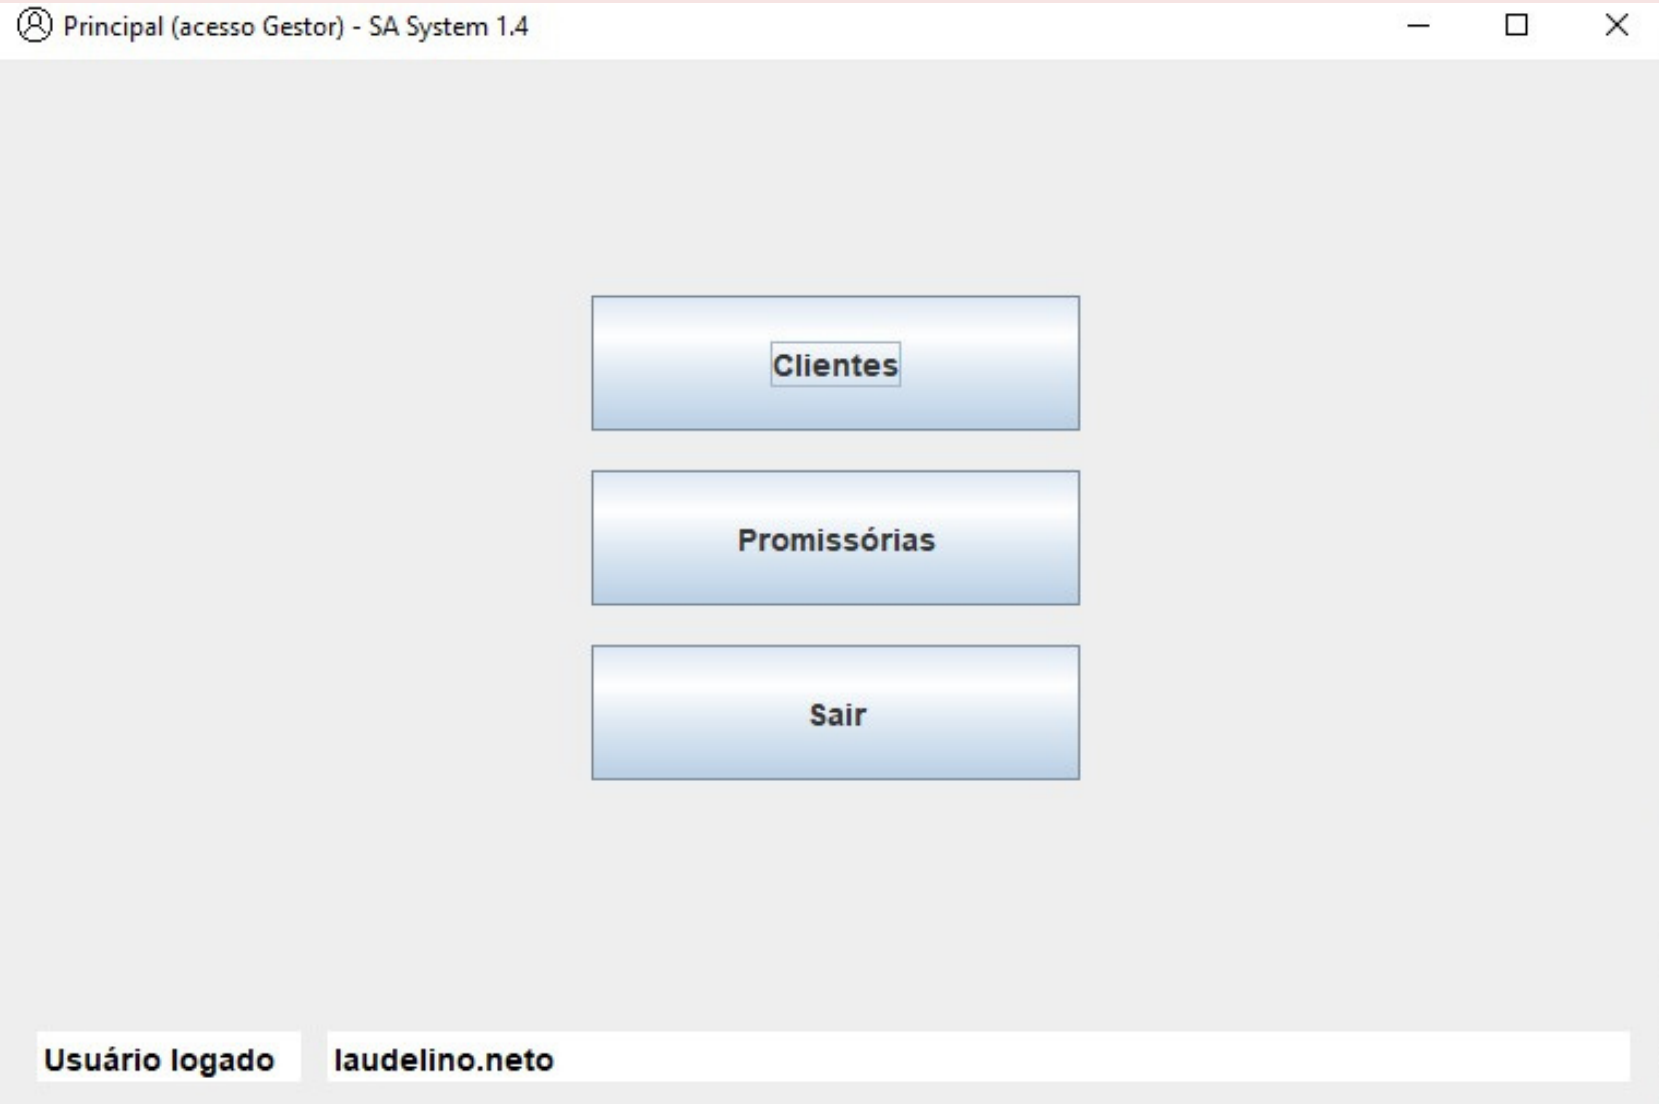 Principal (acesso Gestor) - SA System 1.4
Clientes
Promissórias
Sair
Usuário logado laudelino.neto